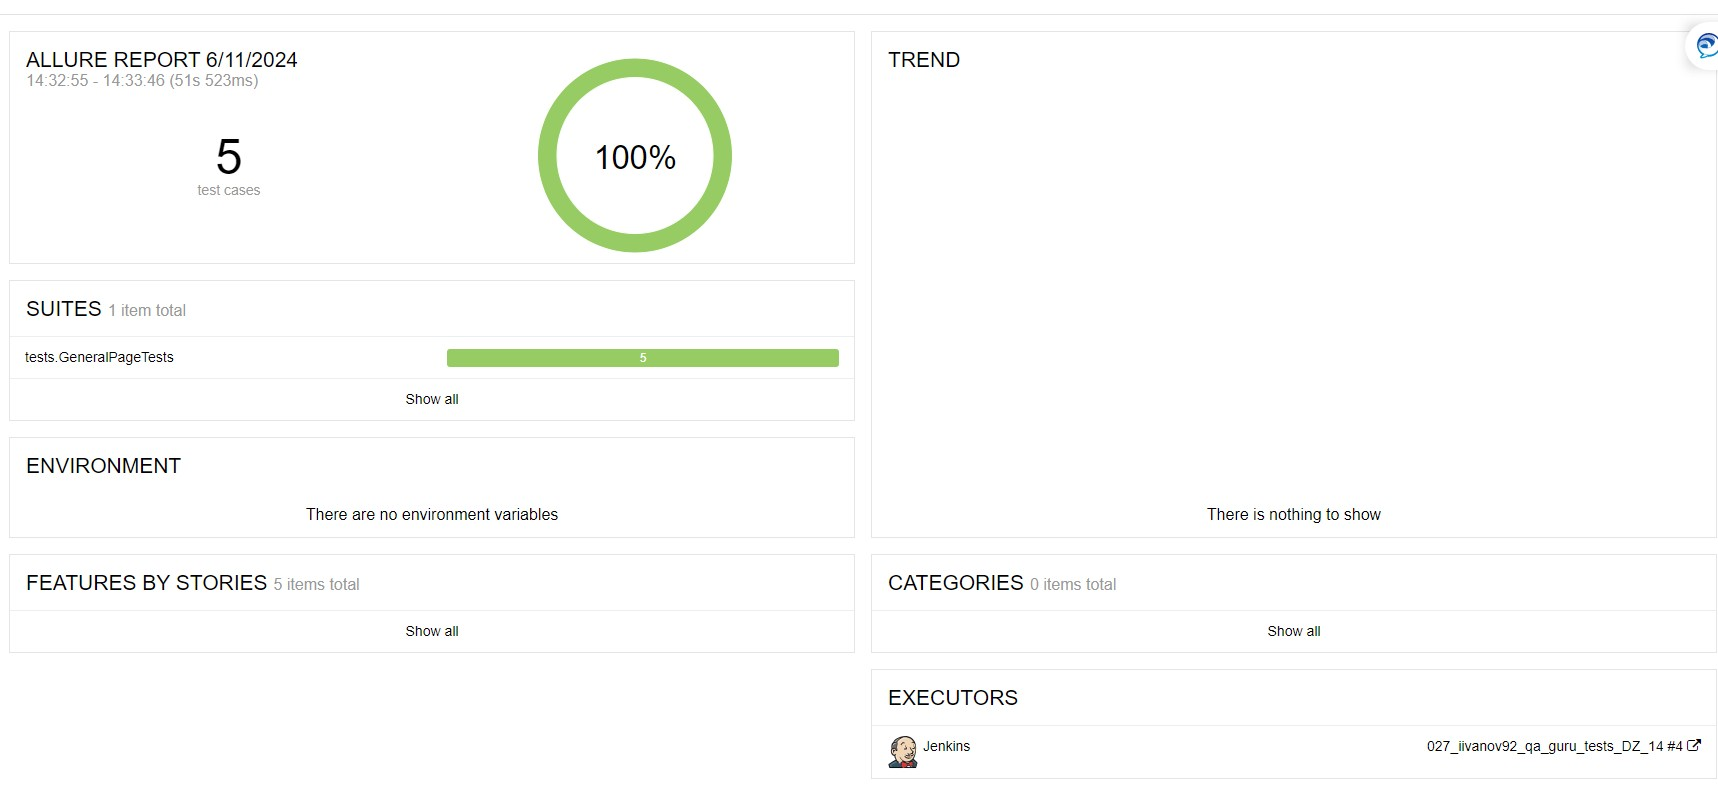 ALLURE REPORT 6/11/2024
14:32:55 - 14:33:46 (51s 523ms)
5
test cases
100%
SUITES 1 item total
tests.GeneralPageTests 5
Show all
ENVIRONMENT
There are no environment variables
FEATURES BY STORIES 5 items total
Show all
TREND
There is nothing to show
CATEGORIES 0 items total
Show all
EXECUTORS
Jenkins 027_iivanov92_qa_guru_tests_DZ_14 #4